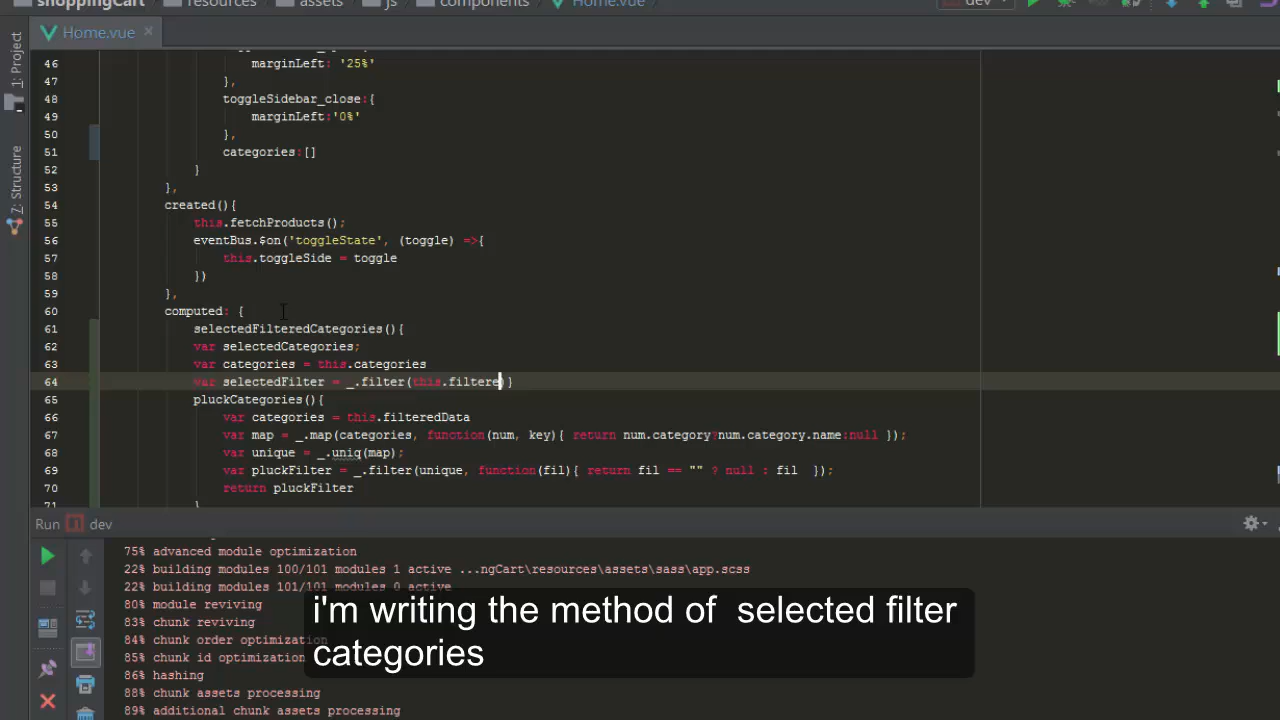 shoppingCart resources assets js components Home.vue dev
Home.vue
1: Project
7: Structure
46 marginLeft: '25%'
47 },
48 toggleSidebar_close:{
49 marginLeft:'0%'
50 },
51 categories:[]
52 }
53 },
54 created(){
55 this.fetchProducts();
56 eventBus.$on('toggleState', (toggle) =>{
57 this.toggleSide = toggle
58 })
59 },
60 computed: {
61 selectedFilteredCategories(){
62 var selectedCategories;
63 var categories = this.categories
64 var selectedFilter = _.filter(this.filtere)}
65 pluckCategories(){
66 var categories = this.filteredData
67 var map = _.map(categories, function(num, key){ return num.category?num.category.name:null });
68 var unique = _.uniq(map);
69 var pluckFilter = _.filter(unique, function(fil){ return fil == "" ? null : fil });
70 return pluckFilter
71 }
Run dev
75% advanced module optimization
22% building modules 100/101 modules 1 active ...ngCart\resources\assets\sass\app.scss
22% building modules 101/101 modules 0 active
80% module reviving
83% chunk reviving
84% chunk order optimization
85% chunk id optimization
86% hashing
88% chunk assets processing
89% additional chunk assets processing
i'm writing the method of selected filter
categories